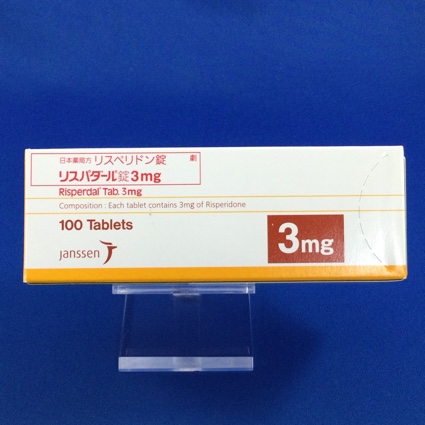 日本薬局方 リスペリドン錠 劇
リスパダール錠3mg
Risperdal® Tab. 3mg
Composition : Each tablet contains 3mg of Risperidone
100 Tablets
3mg
janssen